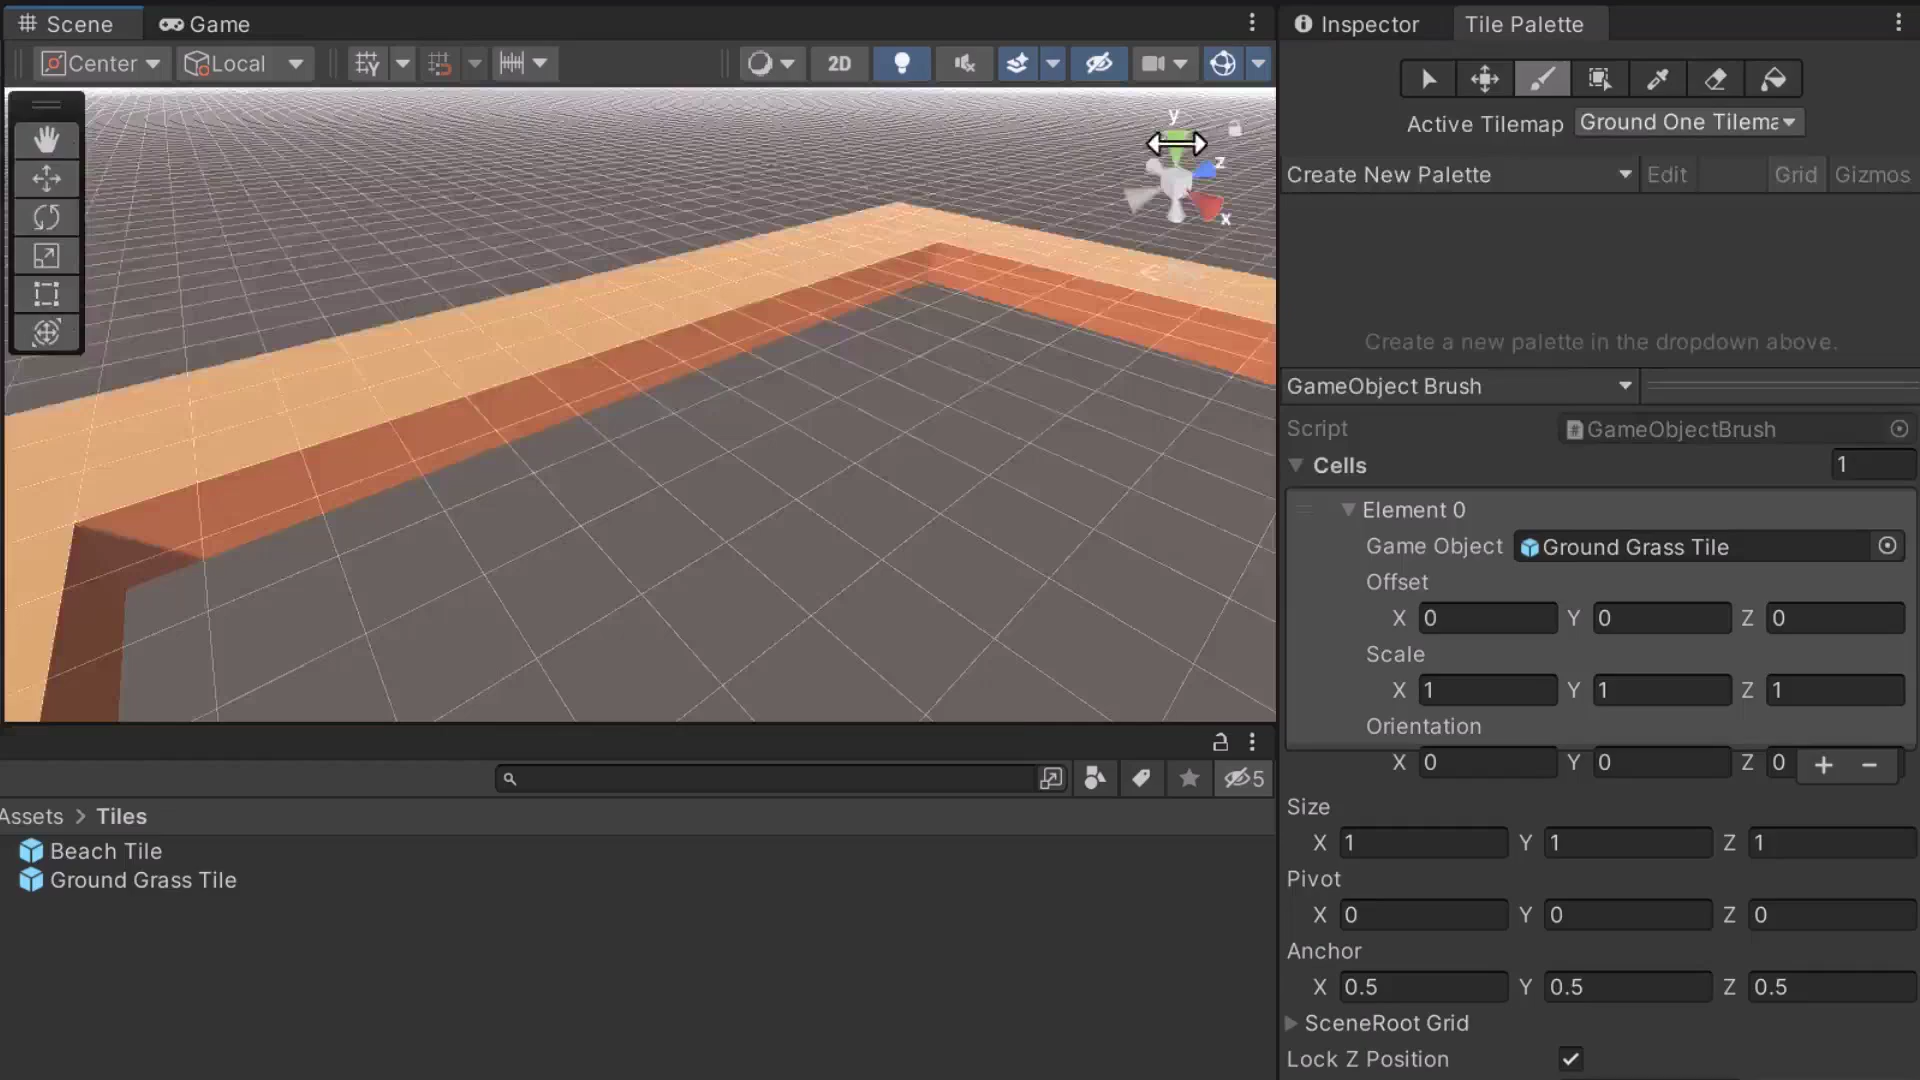 Scene
Game
Inspector
Tile Palette
Center
Local
2D
Active Tilemap
Ground One Tilema
y
z
x
Create New Palette
Edit
Grid
Gizmos
Create a new palette in the dropdown above.
GameObject Brush
Script
GameObjectBrush
Cells
1
Element 0
Game Object
Ground Grass Tile
Offset
X 0 Y 0 Z 0
Scale
X 1 Y 1 Z 1
Orientation
X 0 Y 0 Z 0
Size
X 1 Y 1 Z 1
Pivot
X 0 Y 0 Z 0
Anchor
X 0.5 Y 0.5 Z 0.5
SceneRoot Grid
Lock Z Position
5
Assets > Tiles
Beach Tile
Ground Grass Tile